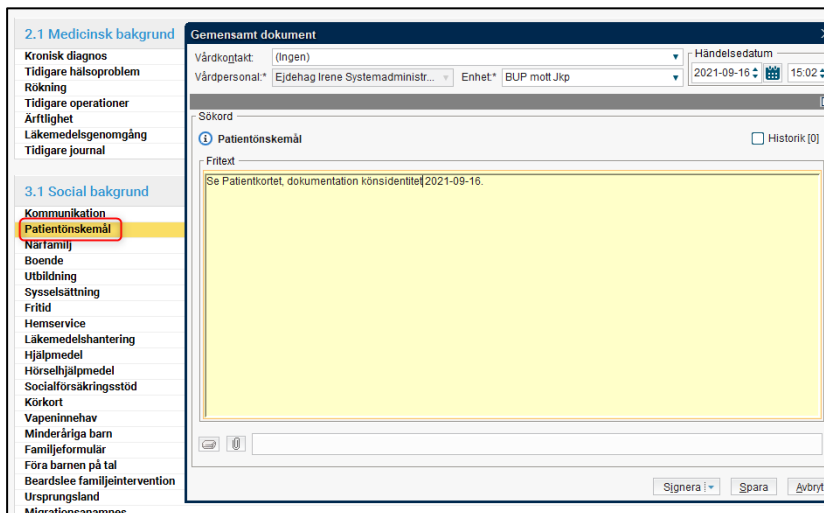 2.1 Medicinsk bakgrund
Kronisk diagnos
Tidigare hälsoproblem
Rökning
Tidigare operationer
Ärftlighet
Läkemedelsgenomgång
Tidigare journal
3.1 Social bakgrund
Kommunikation
Patientönskemål
Närfamilj
Boende
Utbildning
Sysselsättning
Fritid
Hemservice
Läkemedelshantering
Hjälpmedel
Hörselhjälpmedel
Socialförsäkringsstöd
Körkort
Vapeninnehav
Minderåriga barn
Familjeformulär
Föra barnen på tal
Beardslee familjeintervention
Ursprungsland
Migrationsanamnes
Gemensamt dokument
Vårdkontakt: (Ingen)
Händelsedatum
Vårdpersonal:* Ejdehag Irene Systemadministr... Enhet:* BUP mott Jkp
2021-09-16 15:02
Sökord
Patientönskemål
Historik [0]
Fritext
Se Patientkortet, dokumentation könsidentitet 2021-09-16.
Signera Spara Avbryt